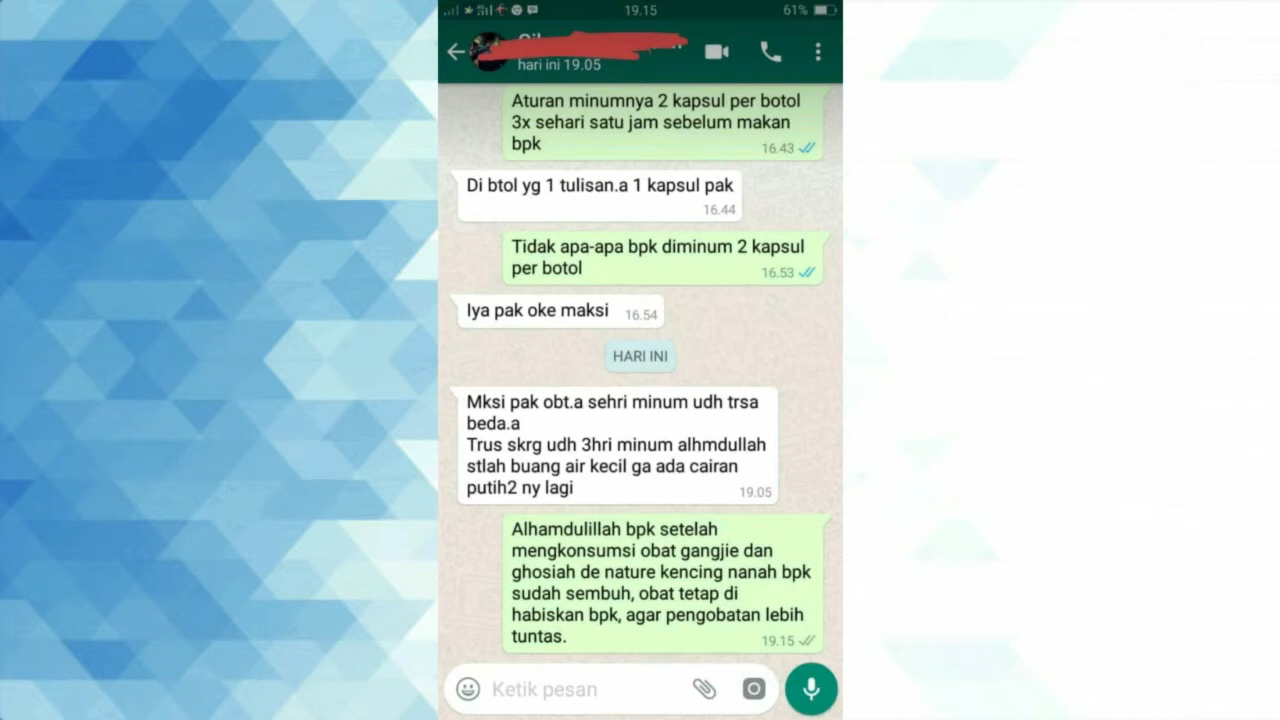 19.15
61%
hari ini 19.05
Aturan minumnya 2 kapsul per botol
3x sehari satu jam sebelum makan
bpk
16.43
Di btol yg 1 tulisan.a 1 kapsul pak
16.44
Tidak apa-apa bpk diminum 2 kapsul
per botol
16.53
Iya pak oke maksi
16.54
HARI INI
Mksi pak obt.a sehri minum udh trsa
beda.a
Trus skrg udh 3hri minum alhmdullah
stlah buang air kecil ga ada cairan
putih2 ny lagi
19.05
Alhamdulillah bpk setelah
mengkonsumsi obat gangjie dan
ghosiah de nature kencing nanah bpk
sudah sembuh, obat tetap di
habiskan bpk, agar pengobatan lebih
tuntas.
19.15
Ketik pesan